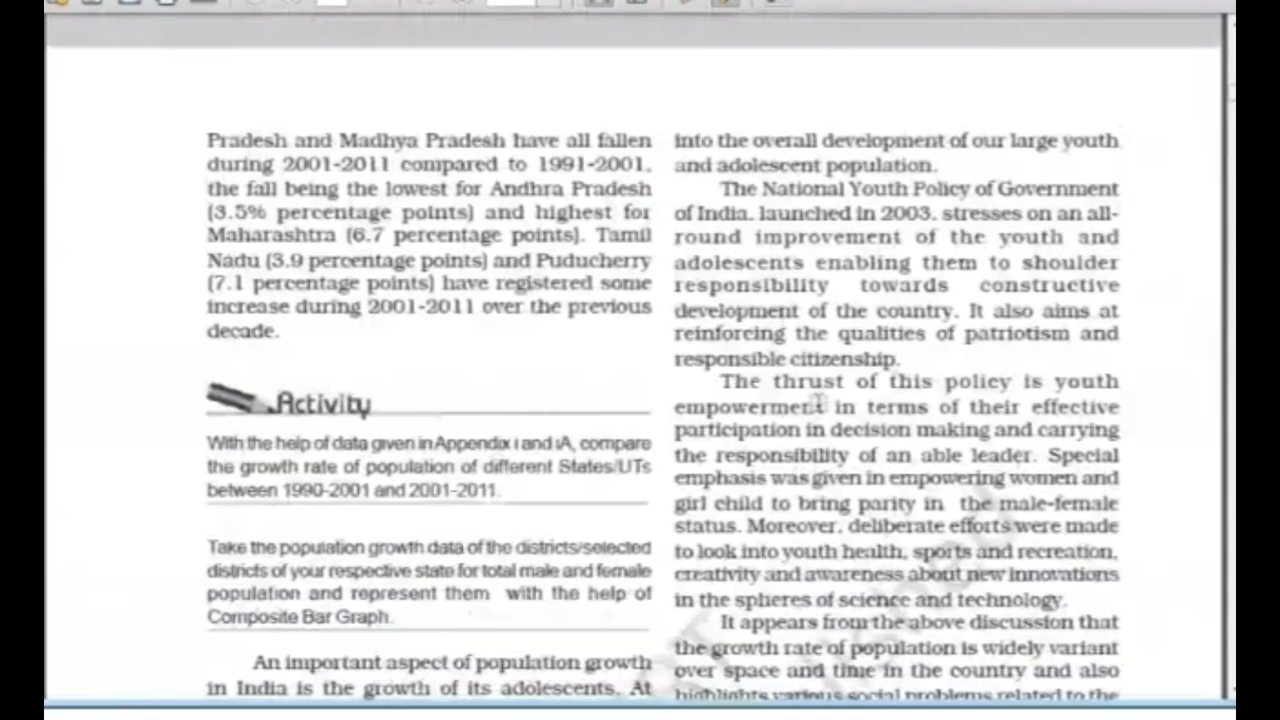 Pradesh and Madhya Pradesh have all fallen
during 2001-2011 compared to 1991-2001,
the fall being the lowest for Andhra Pradesh
(3.5% percentage points) and highest for
Maharashtra (6.7 percentage points). Tamil
Nadu (3.9 percentage points) and Puducherry
(7.1 percentage points) have registered some
increase during 2001-2011 over the previous
decade.
Activity
With the help of data given in Appendix i and iA, compare
the growth rate of population of different States/UTs
between 1990-2001 and 2001-2011.
Take the population growth data of the districts/selected
districts of your respective state for total male and female
population and represent them with the help of
Composite Bar Graph.
An important aspect of population growth
in India is the growth of its adolescents. At
into the overall development of our large youth
and adolescent population.
The National Youth Policy of Government
of India, launched in 2003, stresses on an all-
round improvement of the youth and
adolescents enabling them to shoulder
responsibility towards constructive
development of the country. It also aims at
reinforcing the qualities of patriotism and
responsible citizenship.
The thrust of this policy is youth
empowerment in terms of their effective
participation in decision making and carrying
the responsibility of an able leader. Special
emphasis was given in empowering women and
girl child to bring parity in the male-female
status. Moreover, deliberate efforts were made
to look into youth health, sports and recreation,
creativity and awareness about new innovations
in the spheres of science and technology.
It appears from the above discussion that
the growth rate of population is widely variant
over space and time in the country and also
highlights various social problems related to the